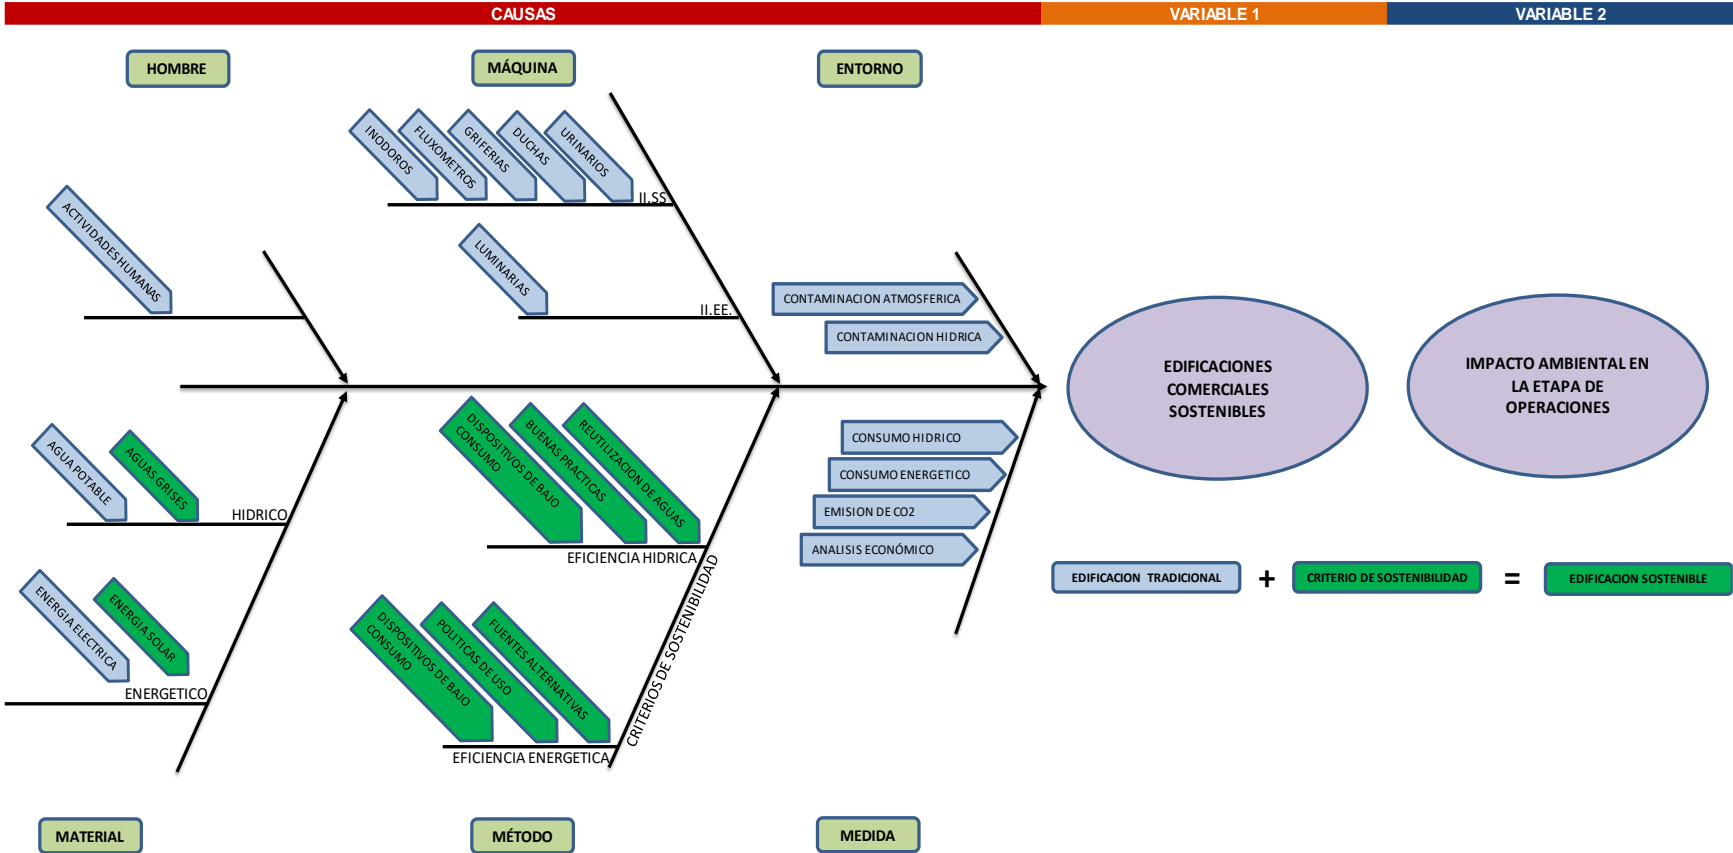 CAUSAS
VARIABLE 1
VARIABLE 2
HOMBRE
MÁQUINA
ENTORNO
INODOROS
FLUXOMETROS
GRIFERIAS
DUCHAS
URINARIOS
II.SS
ACTIVIDADES HUMANAS
LUMINARIAS
II.EE.
CONTAMINACION ATMOSFERICA
CONTAMINACION HIDRICA
EDIFICACIONES
COMERCIALES
SOSTENIBLES
IMPACTO AMBIENTAL EN
LA ETAPA DE
OPERACIONES
AGUA POTABLE
AGUAS GRISES
HIDRICO
DISPOSITIVOS DE BAJO
CONSUMO
BUENAS PRACTICAS
REUTILIZACION DE AGUAS
EFICIENCIA HIDRICA
CONSUMO HIDRICO
CONSUMO ENERGETICO
EMISION DE CO2
ANALISIS ECONÓMICO
EDIFICACION TRADICIONAL
+
CRITERIO DE SOSTENIBILIDAD
=
EDIFICACION SOSTENIBLE
ENERGIA ELECTRICA
ENERGIA SOLAR
ENERGETICO
DISPOSITIVOS DE BAJO
CONSUMO
POLITICAS DE USO
FUENTES ALTERNATIVAS
EFICIENCIA ENERGETICA
CRITERIOS DE SOSTENIBILIDAD
MATERIAL
MÉTODO
MEDIDA